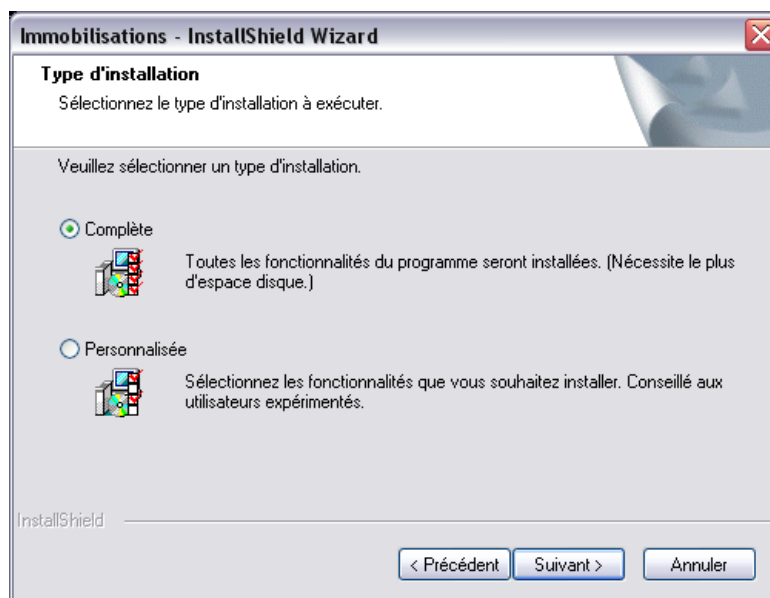 Immobilisations - InstallShield Wizard
Type d'installation
Sélectionnez le type d'installation à exécuter.
Veuillez sélectionner un type d'installation.
Complète
Toutes les fonctionnalités du programme seront installées. (Nécessite le plus
d'espace disque.)
Personnalisée
Sélectionnez les fonctionnalités que vous souhaitez installer. Conseillé aux
utilisateurs expérimentés.
InstallShield
< Précédent Suivant > Annuler